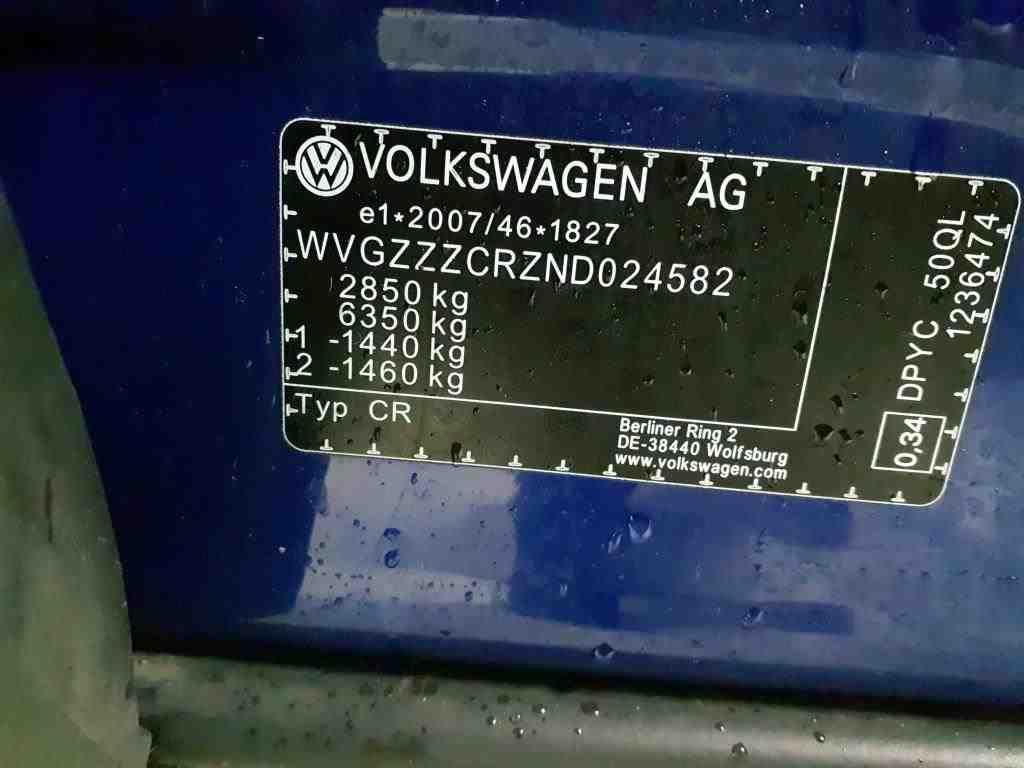 VOLKSWAGEN AG
e1*2007/46*1827
WVGZZZCRZND024582
2850 kg
6350 kg
1 -1440 kg
2 -1460 kg
Typ CR
Berliner Ring 2
DE-38440 Wolfsburg
www.volkswagen.com
0,34 DPYC 50QL
1236474